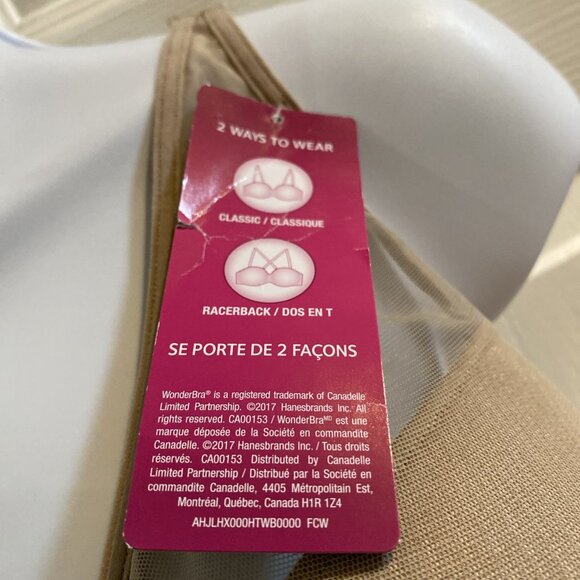 2 WAYS TO WEAR
CLASSIC / CLASSIQUE
RACERBACK / DOS EN T
SE PORTE DE 2 FAÇONS
WonderBra® is a registered trademark of Canadelle
Limited Partnership. ©2017 Hanesbrands Inc. All
rights reserved. CA00153 / WonderBraMD est une
marque déposée de la Société en commandite
Canadelle. ©2017 Hanesbrands Inc. / Tous droits
réservés. CA00153 Distributed by Canadelle
Limited Partnership / Distribué par la Société en
commandite Canadelle, 4405 Métropolitain Est,
Montréal, Québec, Canada H1R 1Z4
AHJLHX000HTWB0000 FCW